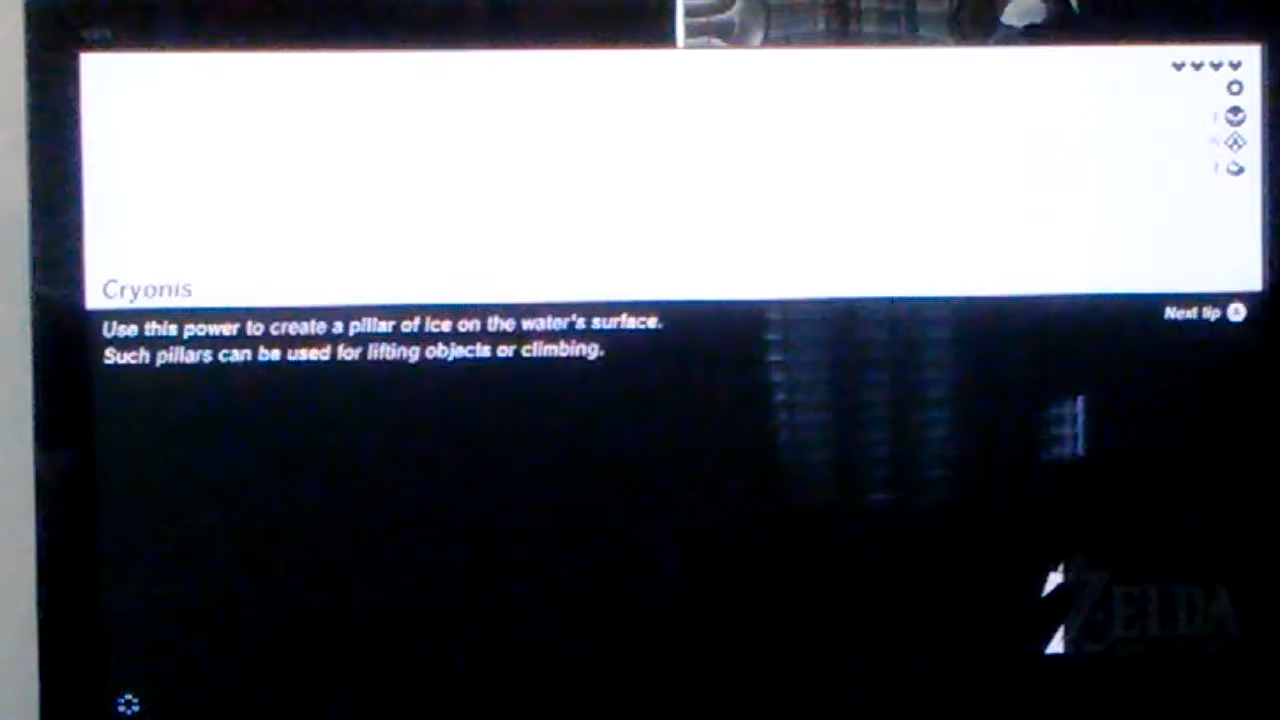 Cryonis
Use this power to create a pillar of ice on the water's surface.
Such pillars can be used for lifting objects or climbing.
Next tip A
ZELDA